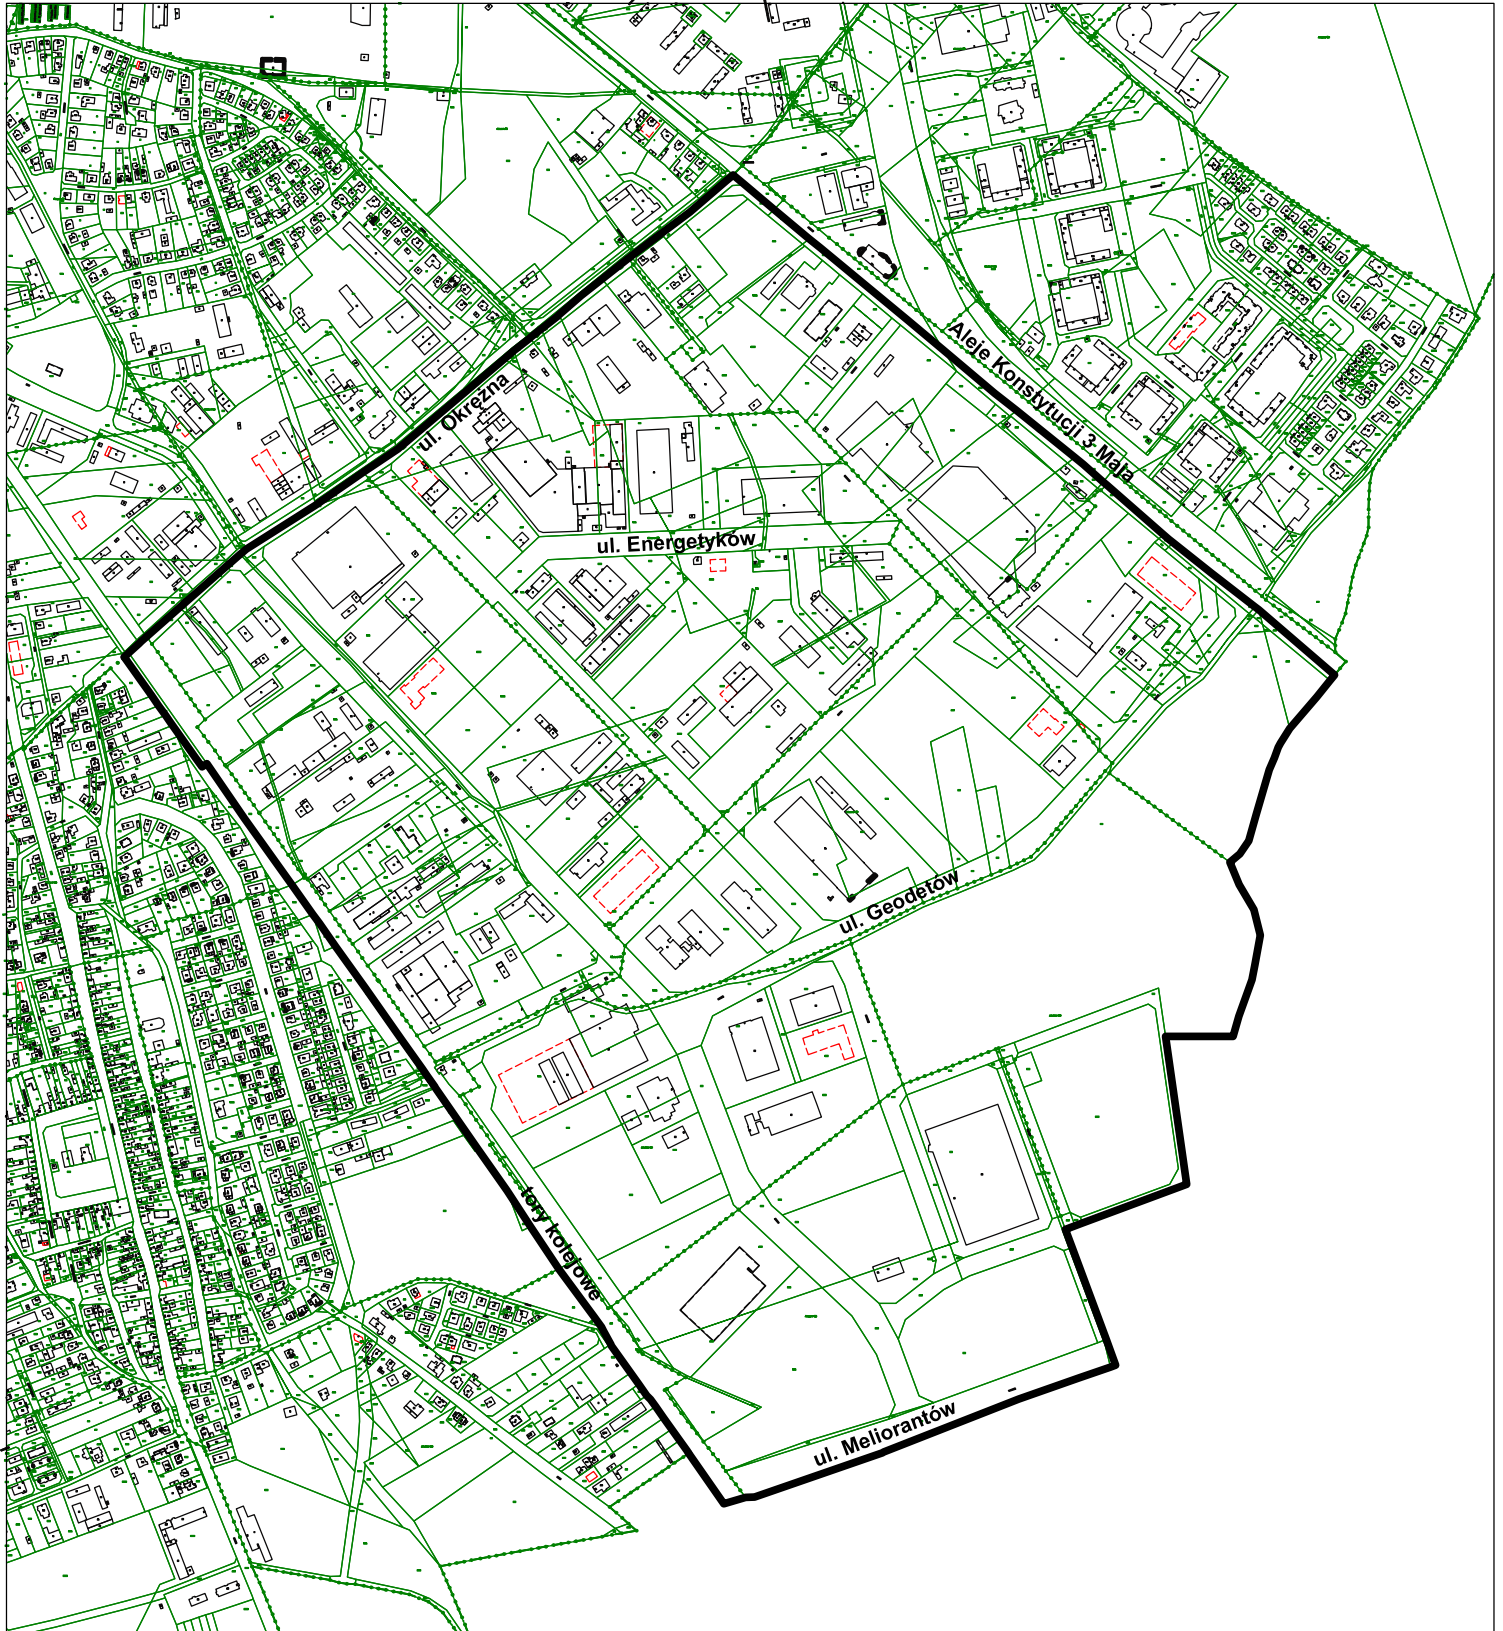 Aleje Konstytucji 3 Maja
ul. Okrężna
ul. Energetyków
ul. Geodetów
tory kolejowe
ul. Meliorantów